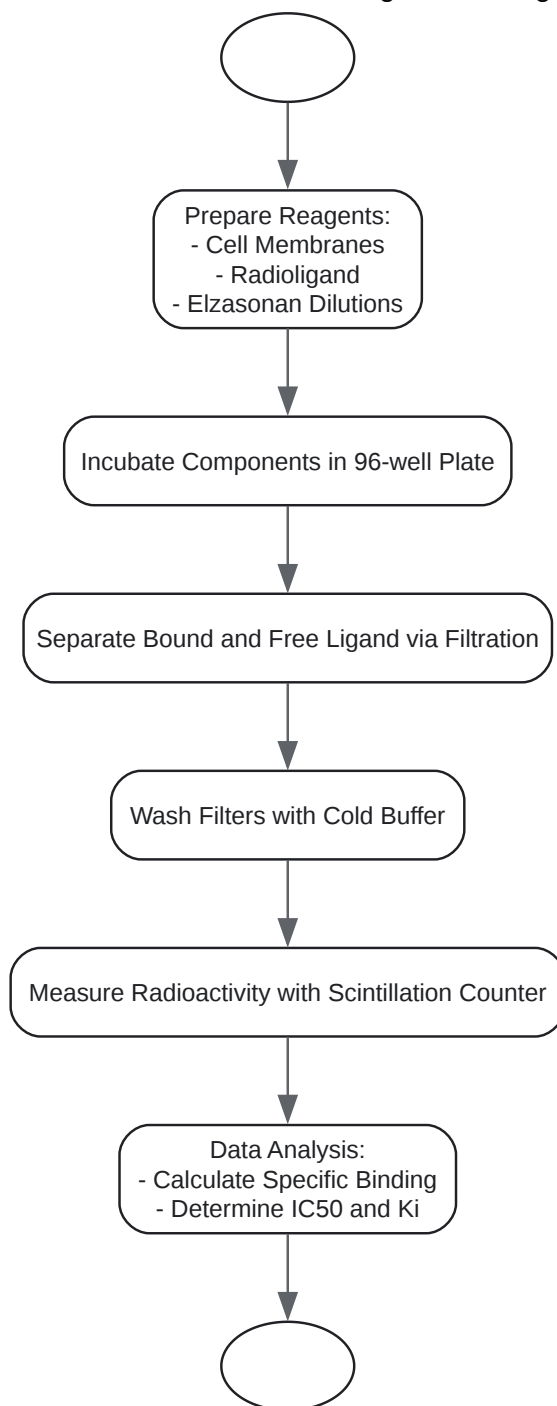 Prepare Reagents:
- Cell Membranes
- Radioligand
- Elzasonan Dilutions
Incubate Components in 96-well Plate
Separate Bound and Free Ligand via Filtration
Wash Filters with Cold Buffer
Measure Radioactivity with Scintillation Counter
Data Analysis:
- Calculate Specific Binding
- Determine IC50 and Ki